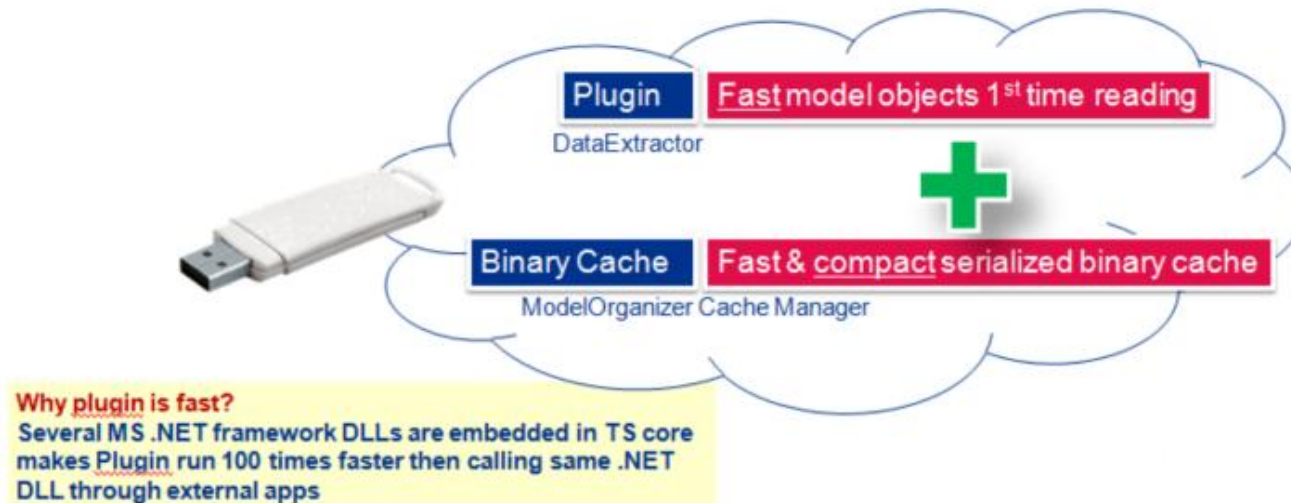 Plugin Fast model objects 1st time reading
DataExtractor
Binary Cache Fast & compact serialized binary cache
ModelOrganizer Cache Manager
Why plugin is fast?
Several MS .NET framework DLLs are embedded in TS core
makes Plugin run 100 times faster then calling same .NET
DLL through external apps